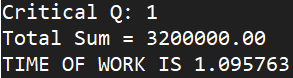 Critical Q: 1
Total Sum = 3200000.00
TIME OF WORK IS 1.095763